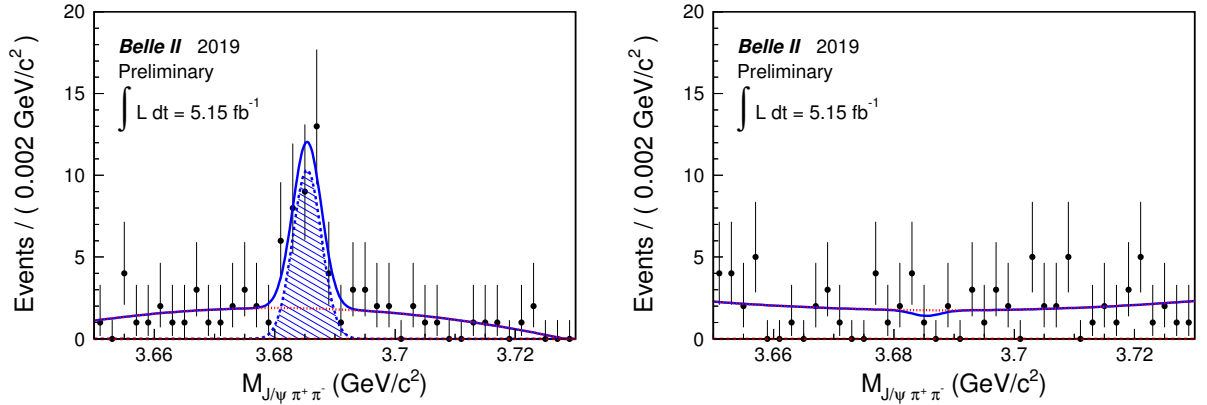 20
15
10
5
0
Events / ( 0.002 GeV/c²)
Belle II 2019
Preliminary
∫ L dt = 5.15 fb⁻¹
3.66 3.68 3.7 3.72
M_{J/ψ π⁺ π⁻} (GeV/c²)
20
15
10
5
0
Events / ( 0.002 GeV/c²)
Belle II 2019
Preliminary
∫ L dt = 5.15 fb⁻¹
3.66 3.68 3.7 3.72
M_{J/ψ π⁺ π⁻} (GeV/c²)